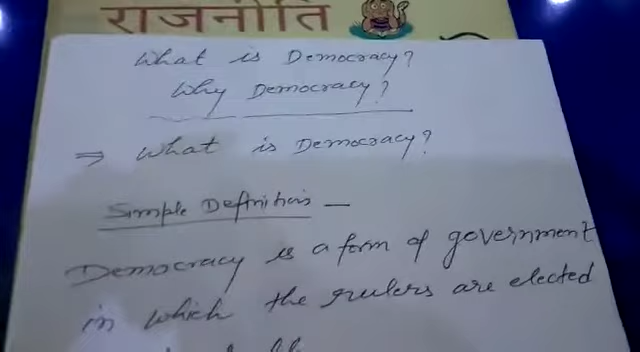 राजनीति
What is Democracy?
Why Democracy?
⇒ What is Democracy?
Simple Definition —
Democracy is a form of government
in which the rulers are elected